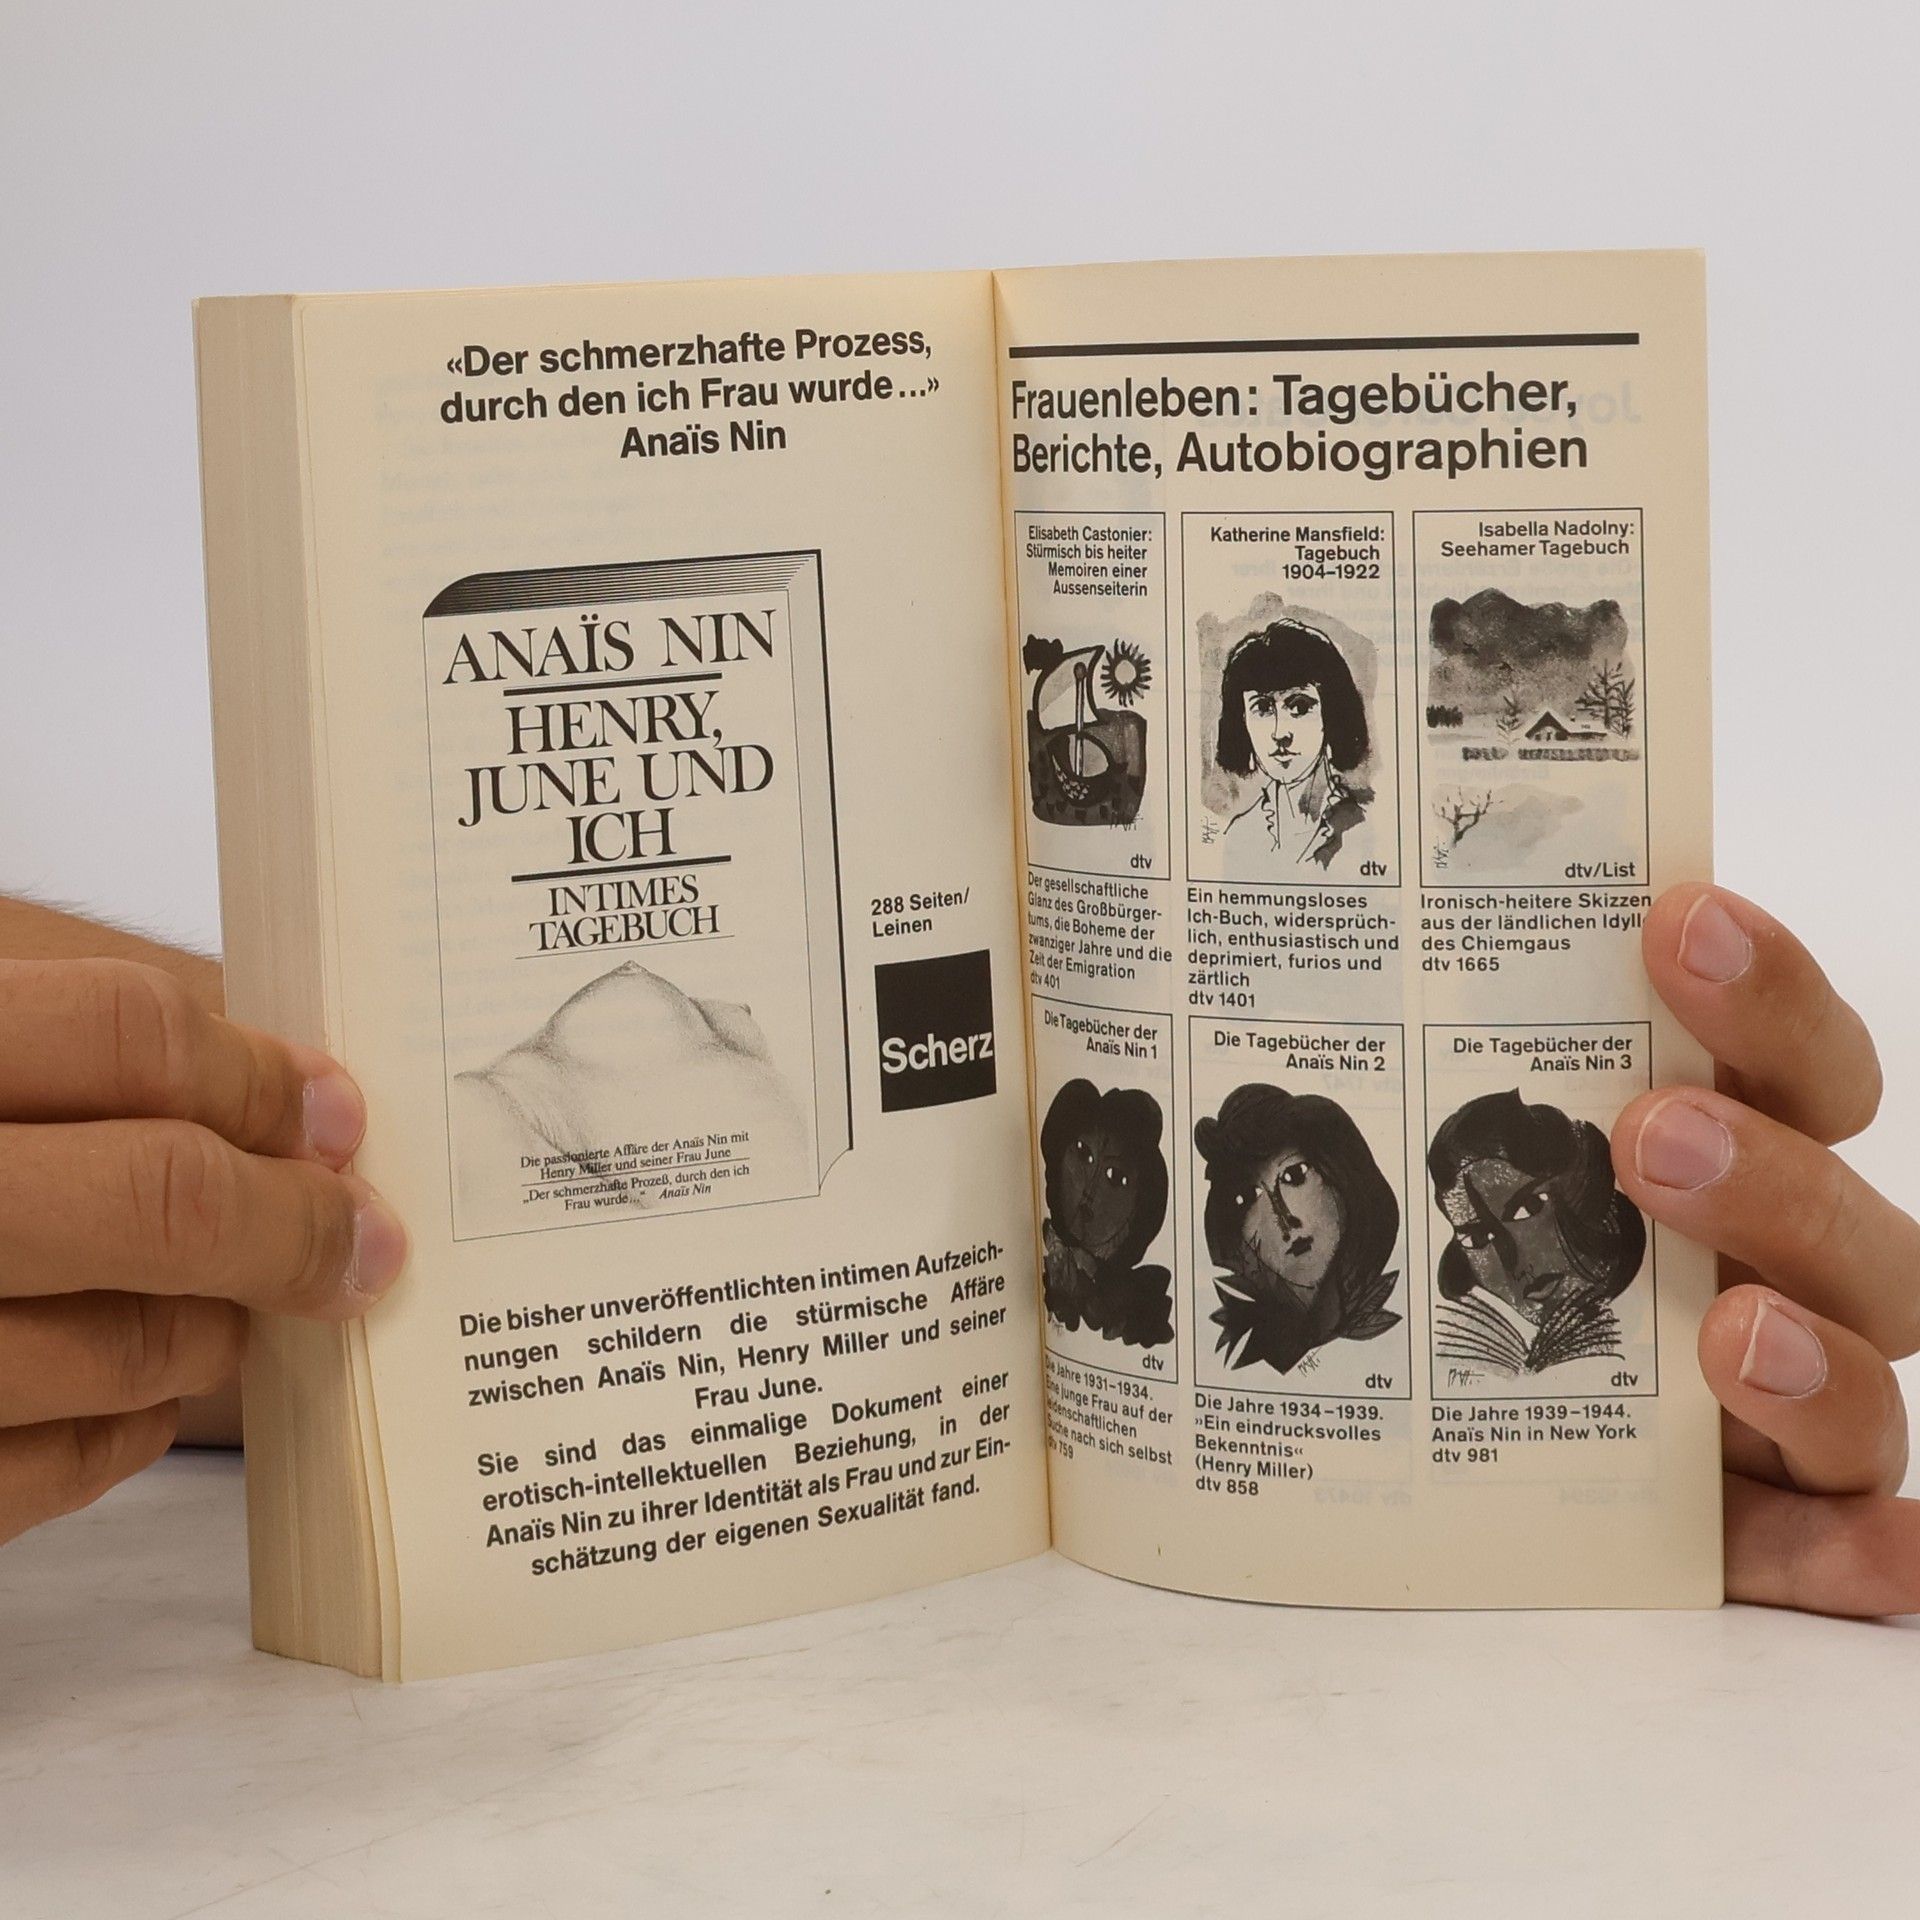 «Der schmerzhafte Prozess,
durch den ich Frau wurde...»
Anaïs Nin
ANAÏS NIN
HENRY,
JUNE UND
ICH
INTIMES
TAGEBUCH
Die passionierte Affäre der Anaïs Nin mit
Henry Miller und seiner Frau June
„Der schmerzhafte Prozeß, durch den ich
Frau wurde...“ Anaïs Nin
288 Seiten/
Leinen
Scherz
Die bisher unveröffentlichten intimen Aufzeich-
nungen schildern die stürmische Affäre
zwischen Anaïs Nin, Henry Miller und seiner
Frau June.
Sie sind das einmalige Dokument einer
erotisch-intellektuellen Beziehung, in der
Anaïs Nin zu ihrer Identität als Frau und zur Ein-
schätzung der eigenen Sexualität fand.
Frauenleben: Tagebücher,
Berichte, Autobiographien
Elisabeth Castonier:
Stürmisch bis heiter
Memoiren einer
Aussenseiterin
dtv
Der gesellschaftliche
Glanz des Großbürger-
tums, die Boheme der
zwanziger Jahre und die
Zeit der Emigration
dtv 401
Katherine Mansfield:
Tagebuch
1904–1922
dtv
Ein hemmungsloses
Ich-Buch, widersprüch-
lich, enthusiastisch und
deprimiert, furios und
zärtlich
dtv 1401
Isabella Nadolny:
Seehamer Tagebuch
dtv/List
Ironisch-heitere Skizzen
aus der ländlichen Idyll
des Chiemgaus
dtv 1665
Die Tagebücher der
Anaïs Nin 1
dtv
Die Jahre 1931–1934.
Eine junge Frau auf der
leidenschaftlichen
Suche nach sich selbst
dtv 759
Die Tagebücher der
Anaïs Nin 2
dtv
Die Jahre 1934–1939.
»Ein eindrucksvolles
Bekenntnis«
(Henry Miller)
dtv 858
Die Tagebücher der
Anaïs Nin 3
dtv
Die Jahre 1939–1944.
Anaïs Nin in New York
dtv 981